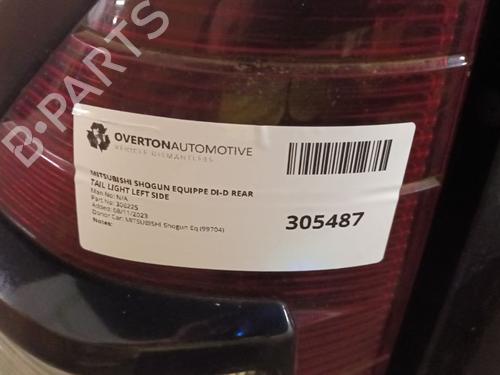 B-PARTS
OVERTONAUTOMOTIVE
VEHICLE DISMANTLERS
MITSUBISHI SHOGUN EQUIPPE DI-D REAR
TAIL LIGHT LEFT SIDE
Man No: N/A
Part No: 306225
Added: 08/11/2023
Donor Car: MITSUBISHI Shogun Eq (99704)
Notes:
305487